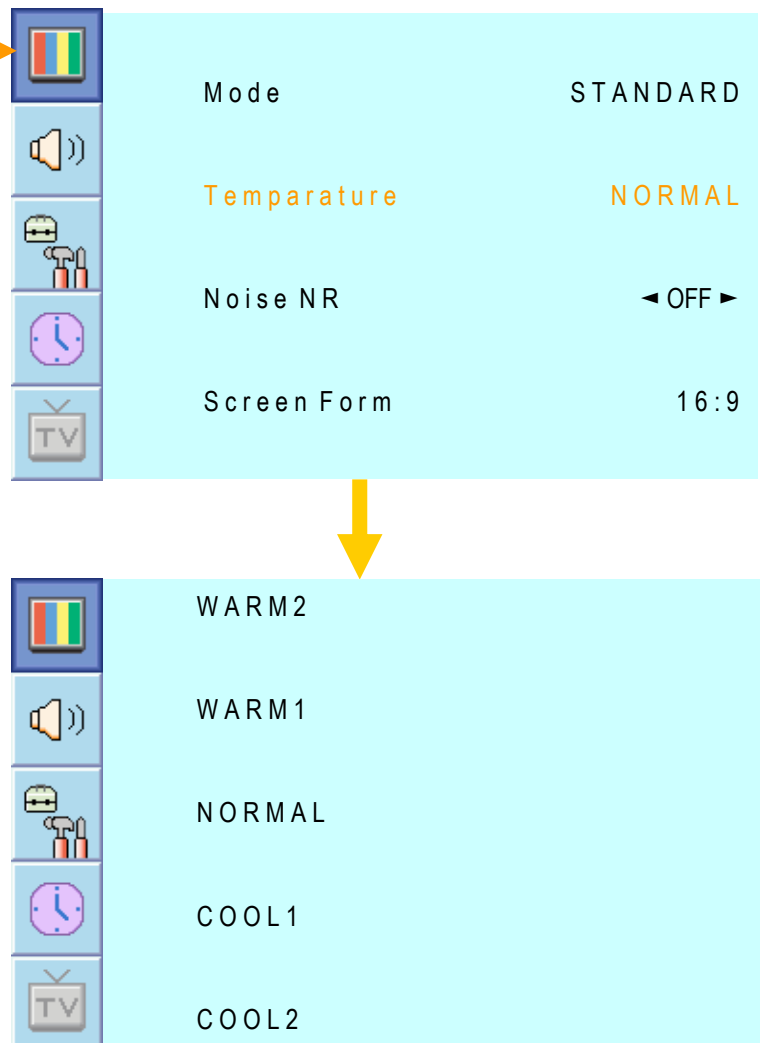 Mode STANDARD
Temparature NORMAL
Noise NR ◄ OFF ►
Screen Form 16:9
TV
WARM2
WARM1
NORMAL
COOL1
COOL2
TV